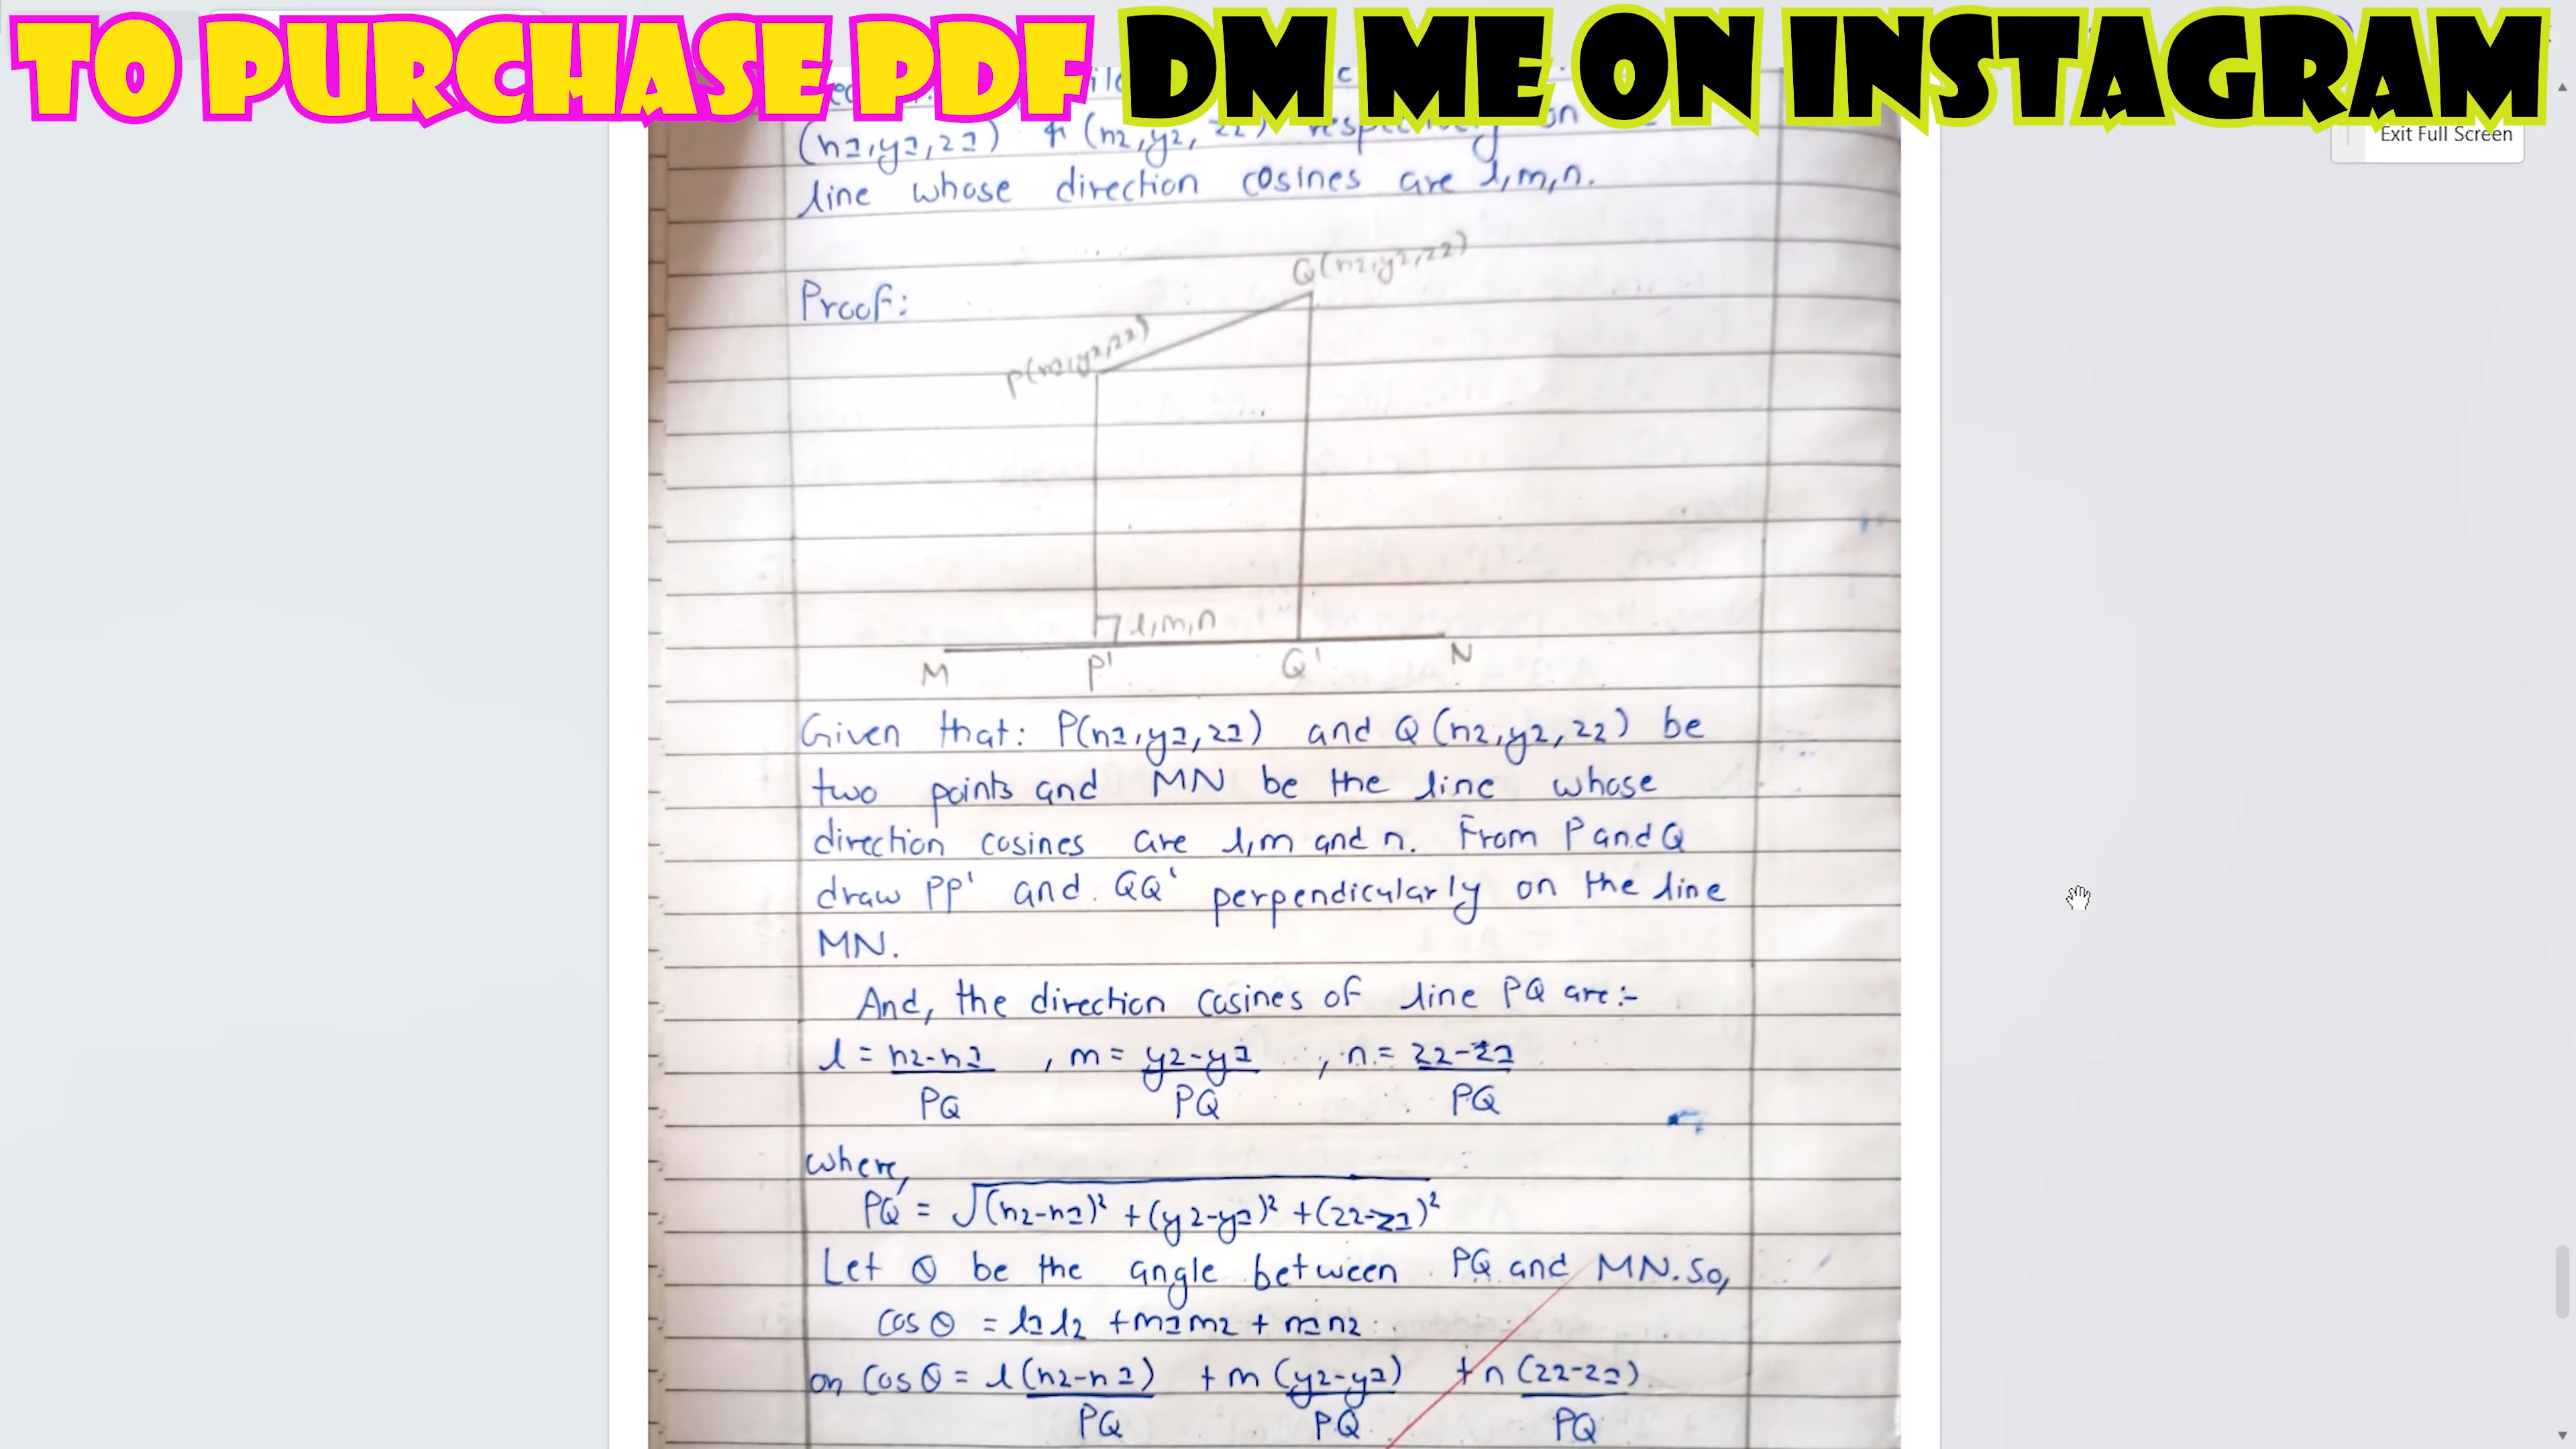 TO PURCHASE PDF DM ME ON INSTAGRAM
Exit Full Screen
(x1,y1,z1) & (x2,y2,z2) respectively on
line whose direction cosines are l,m,n.
Q(x2,y2,z2)
Proof:
P(x1,y1,z1)
l,m,n
M P' Q' N
Given that: P(x1,y1,z1) and Q(x2,y2,z2) be
two points and MN be the line whose
direction cosines are l,m and n. From P and Q
draw PP' and QQ' perpendicularly on the line
MN.
And, the direction cosines of line PQ are:-
l = x2-x1 , m = y2-y1 , n = z2-z1
PQ PQ PQ
where,
PQ = √(x2-x1)² + (y2-y1)² + (z2-z1)²
Let θ be the angle between PQ and MN. So,
Cos θ = l1l2 + m1m2 + n1n2
or Cos θ = l(x2-x1) + m(y2-y1) + n(z2-z1)
PQ PQ PQ